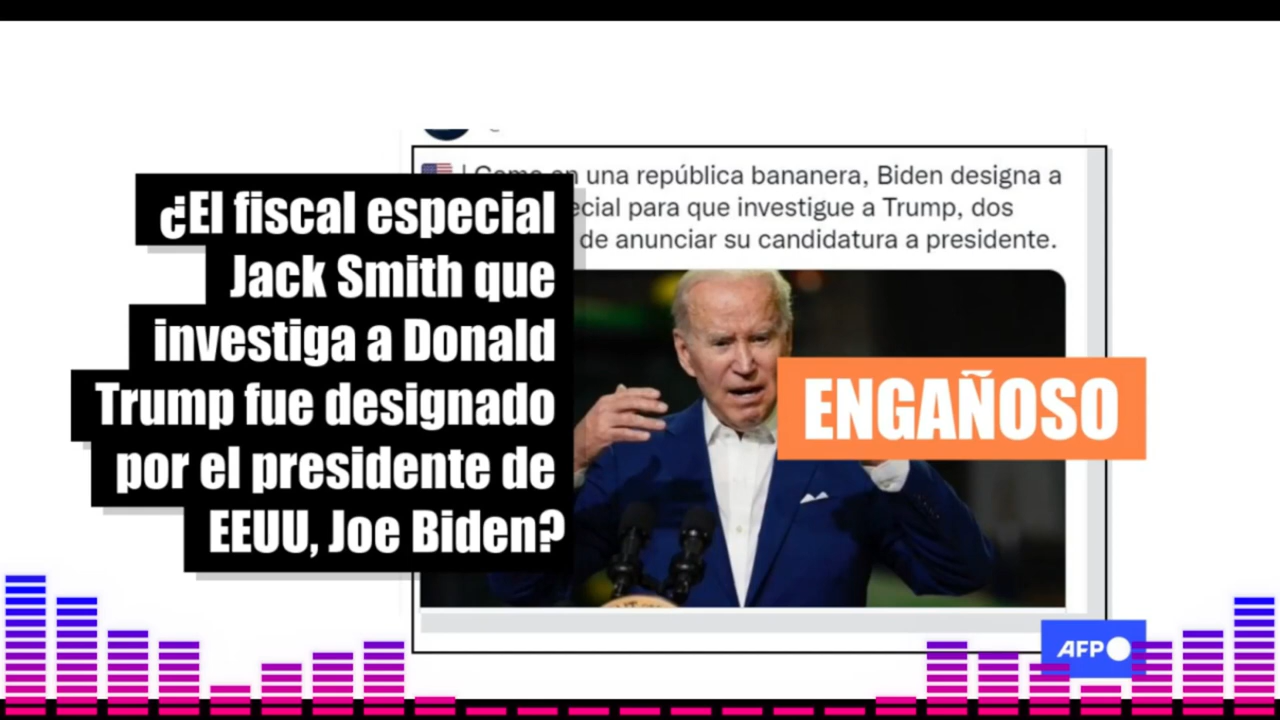 ¿El fiscal especial
Jack Smith que
investiga a Donald
Trump fue designado
por el presidente de
EEUU, Joe Biden?
| Como en una república bananera, Biden designa a
para que investigue a Trump, dos
de anunciar su candidatura a presidente.
ENGAÑOSO
AFP